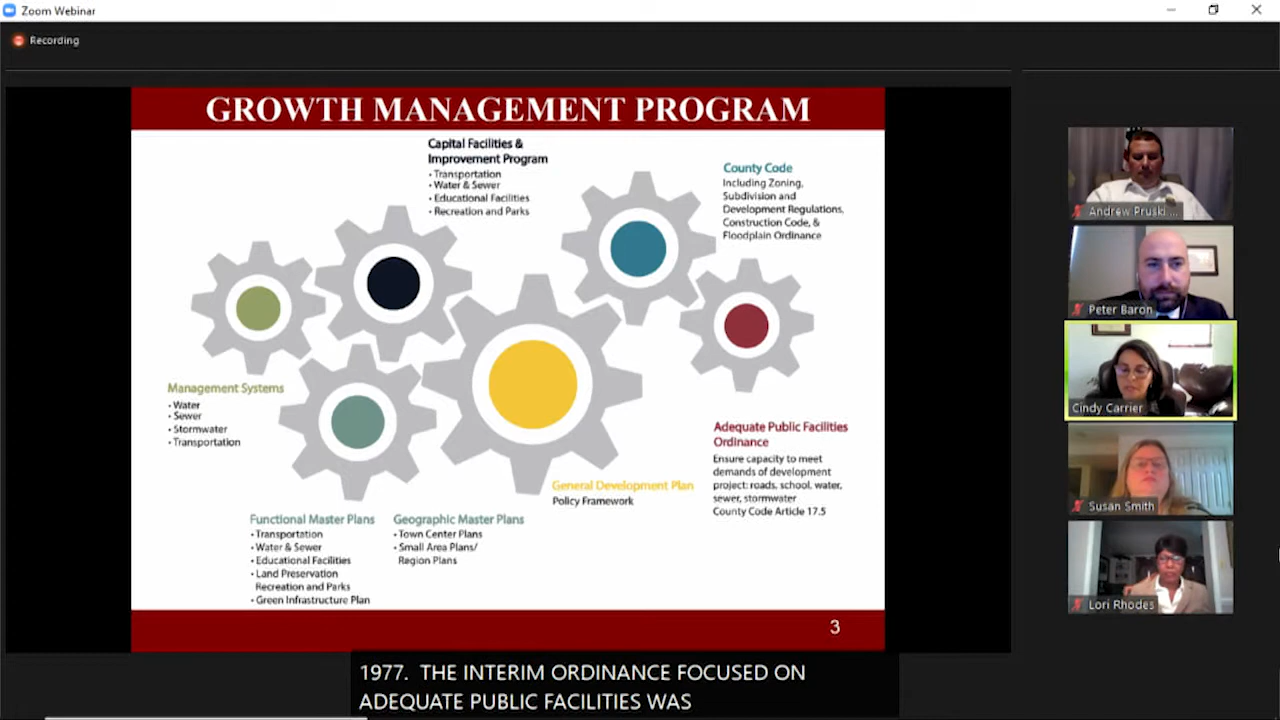 Zoom Webinar
Recording
GROWTH MANAGEMENT PROGRAM
Capital Facilities &
Improvement Program
• Transportation
• Water & Sewer
• Educational Facilities
• Recreation and Parks
County Code
Including Zoning,
Subdivision and
Development Regulations,
Construction Code, &
Floodplain Ordinance
Management Systems
• Water
• Sewer
• Stormwater
• Transportation
Adequate Public Facilities
Ordinance
Ensure capacity to meet
demands of development
project: roads, school, water,
sewer, stormwater
County Code Article 17.5
General Development Plan
Policy Framework
Functional Master Plans
• Transportation
• Water & Sewer
• Educational Facilities
• Land Preservation
Recreation and Parks
• Green Infrastructure Plan
Geographic Master Plans
• Town Center Plans
• Small Area Plans/
Region Plans
3
Andrew Pruski ...
Peter Baron
Cindy Carrier
Susan Smith
Lori Rhodes
1977. THE INTERIM ORDINANCE FOCUSED ON
ADEQUATE PUBLIC FACILITIES WAS